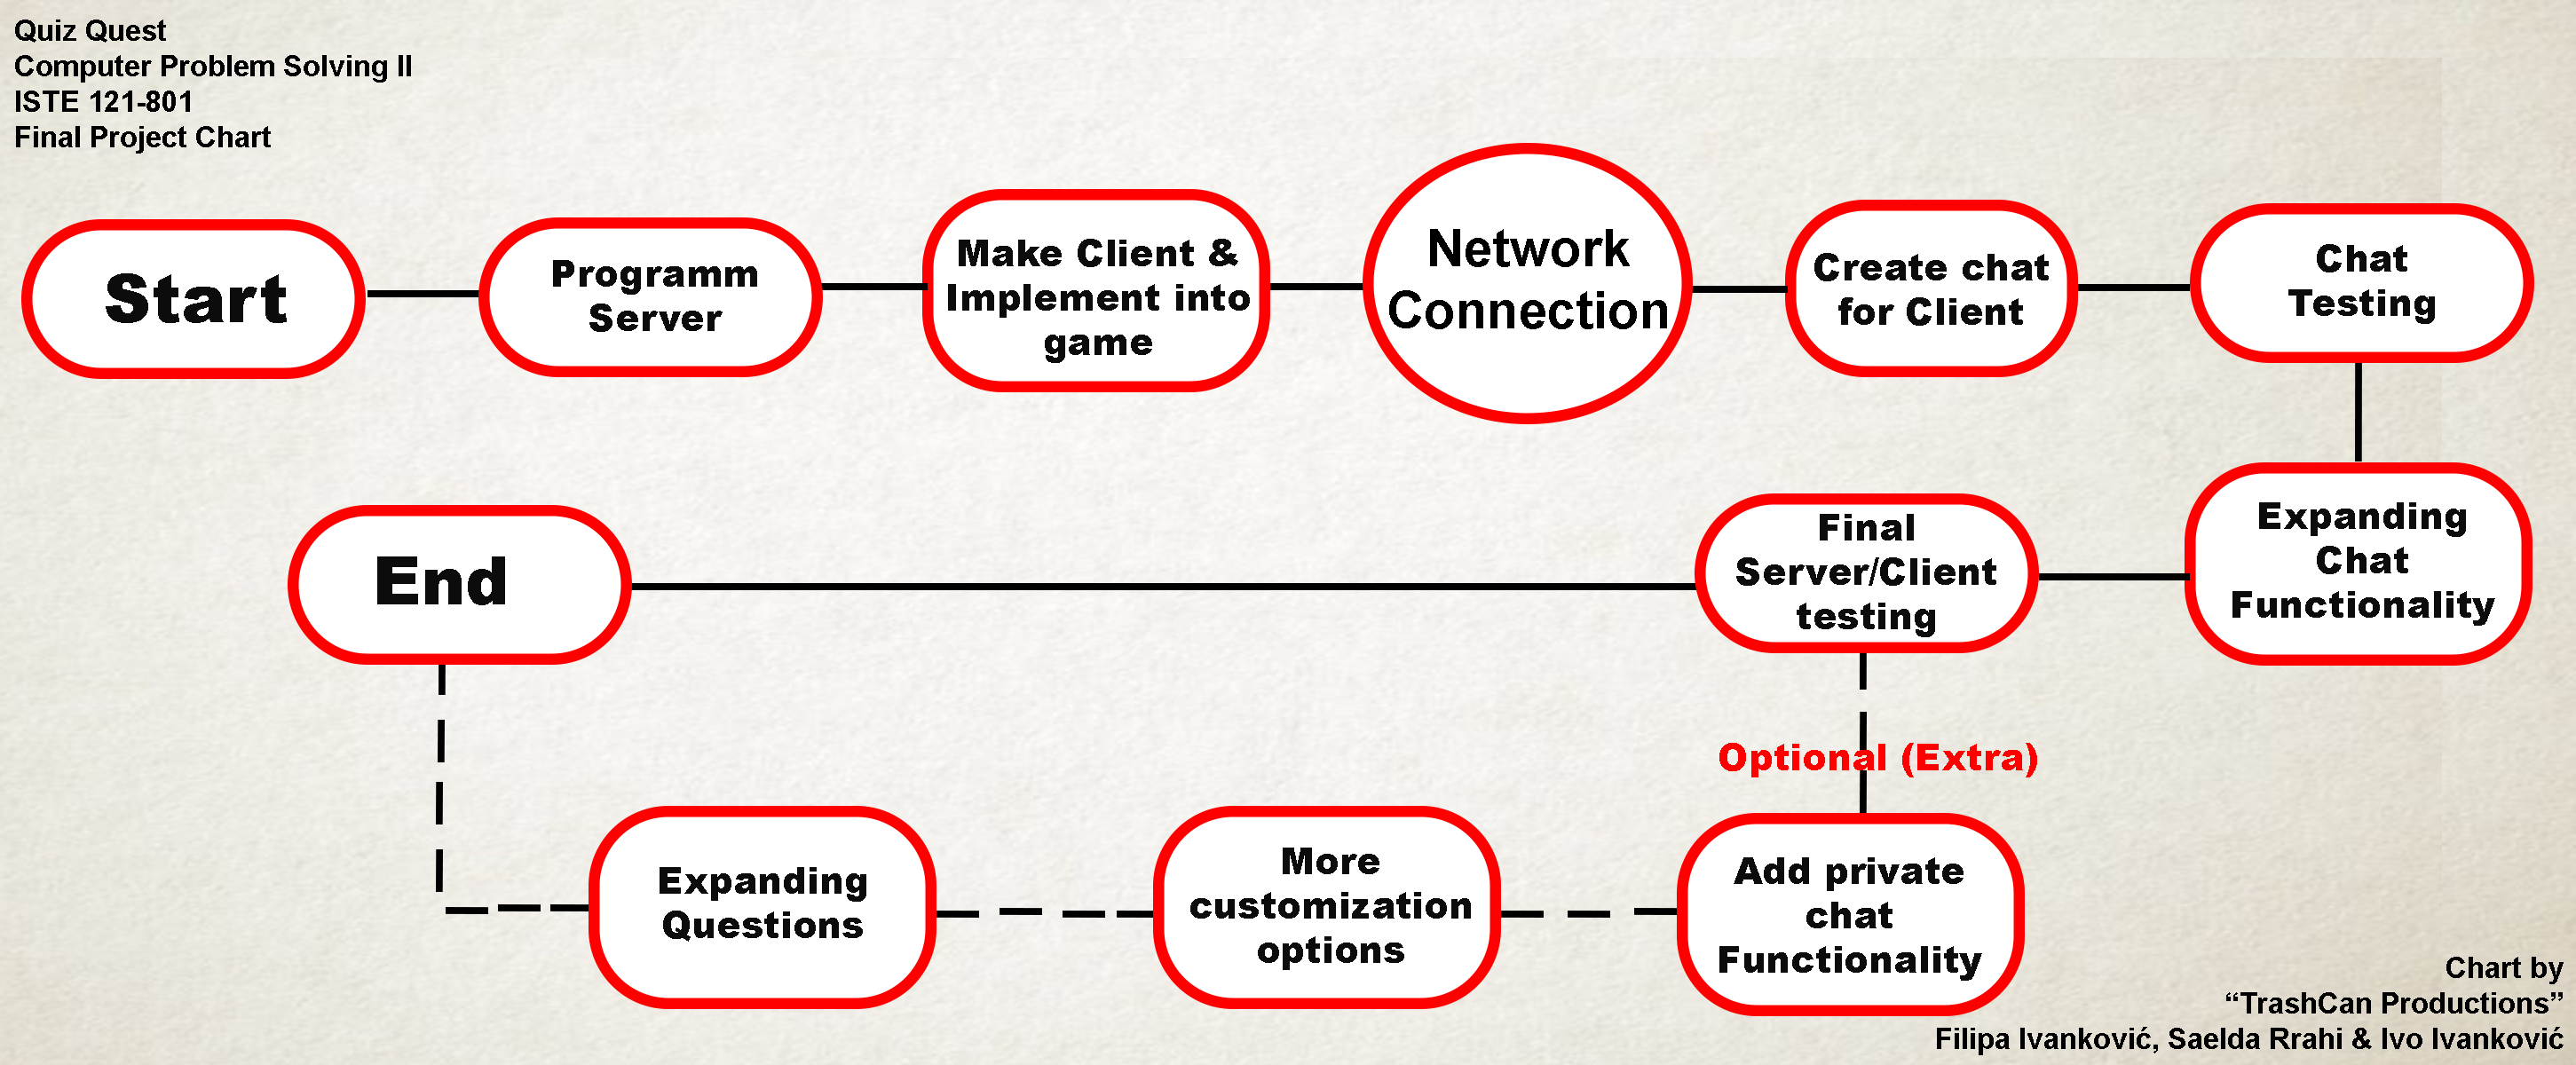 Quiz Quest
Computer Problem Solving II
ISTE 121-801
Final Project Chart
Start
Programm
Server
Make Client &
Implement into
game
Network
Connection
Create chat
for Client
Chat
Testing
Expanding
Chat
Functionality
Final
Server/Client
testing
End
Optional (Extra)
Add private
chat
Functionality
More
customization
options
Expanding
Questions
Chart by
“TrashCan Productions”
Filipa Ivanković, Saelda Rrahi & Ivo Ivanković